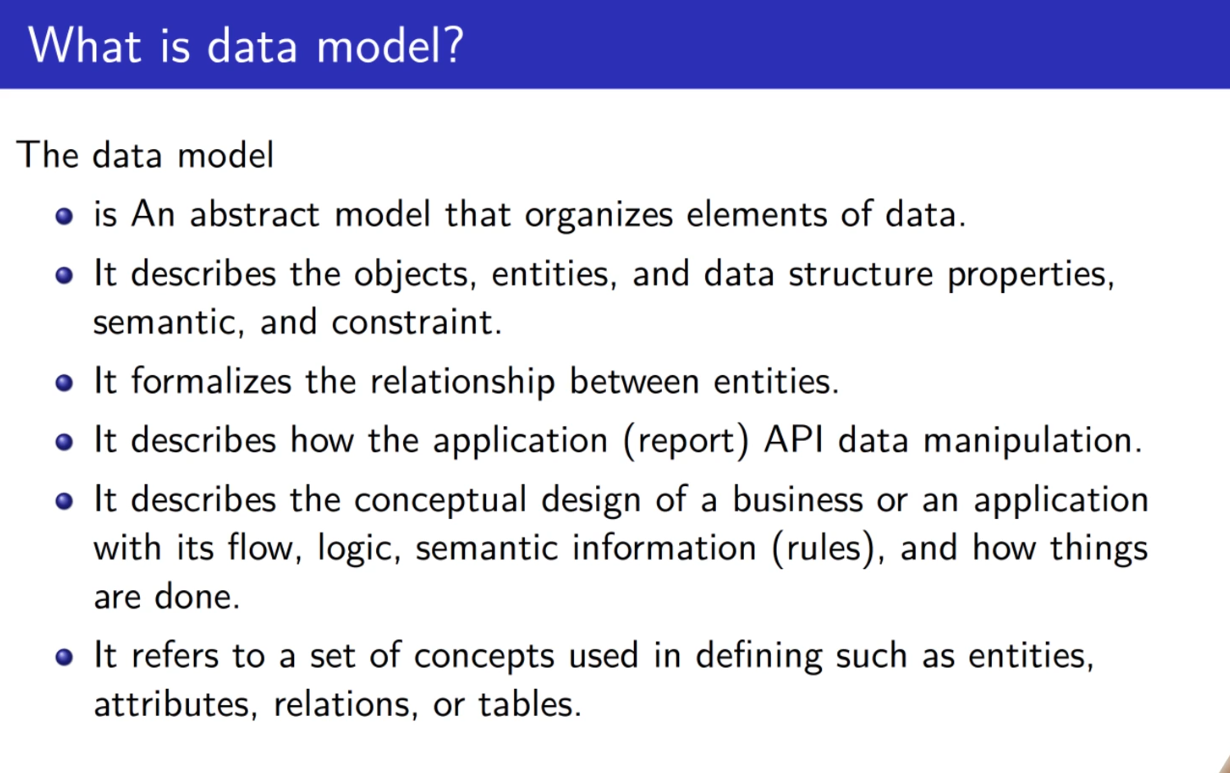 What is data model?
The data model
is An abstract model that organizes elements of data.
It describes the objects, entities, and data structure properties,
semantic, and constraint.
It formalizes the relationship between entities.
It describes how the application (report) API data manipulation.
It describes the conceptual design of a business or an application
with its flow, logic, semantic information (rules), and how things
are done.
It refers to a set of concepts used in defining such as entities,
attributes, relations, or tables.